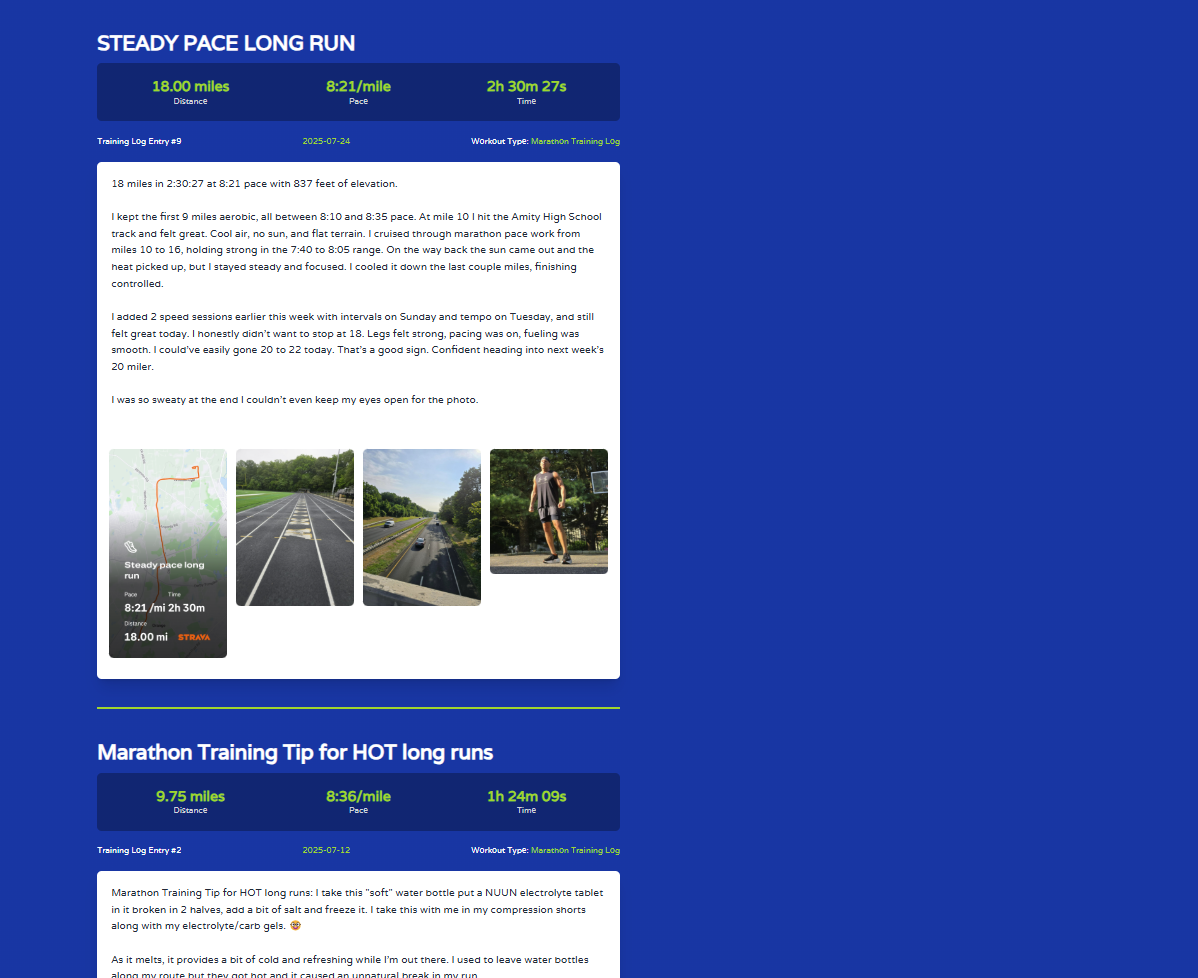 STEADY PACE LONG RUN
18.00 miles
Distance
8:21/mile
Pace
2h 30m 27s
Time
Training Log Entry #9
2025-07-24
Workout Type: Marathon Training Log
18 miles in 2:30:27 at 8:21 pace with 837 feet of elevation.
I kept the first 9 miles aerobic, all between 8:10 and 8:35 pace. At mile 10 I hit the Amity High School
track and felt great. Cool air, no sun, and flat terrain. I cruised through marathon pace work from
miles 10 to 16, holding strong in the 7:40 to 8:05 range. On the way back the sun came out and the
heat picked up, but I stayed steady and focused. I cooled it down the last couple miles, finishing
controlled.
I added 2 speed sessions earlier this week with intervals on Sunday and tempo on Tuesday, and still
felt great today. I honestly didn't want to stop at 18. Legs felt strong, pacing was on, fueling was
smooth. I could've easily gone 20 to 22 today. That's a good sign. Confident heading into next week's
20 miler.
I was so sweaty at the end I couldn't even keep my eyes open for the photo.
Steady pace long
run
Pace Time
8:21 /mi 2h 30m
Distance
18.00 mi STRAVA
Marathon Training Tip for HOT long runs
9.75 miles
Distance
8:36/mile
Pace
1h 24m 09s
Time
Training Log Entry #2
2025-07-12
Workout Type: Marathon Training Log
Marathon Training Tip for HOT long runs: I take this "soft" water bottle put a NUUN electrolyte tablet
in it broken in 2 halves, add a bit of salt and freeze it. I take this with me in my compression shorts
along with my electrolyte/carb gels.
As it melts, it provides a bit of cold and refreshing while I'm out there. I used to leave water bottles
along my route but they got hot and it caused an unnatural break in my run.